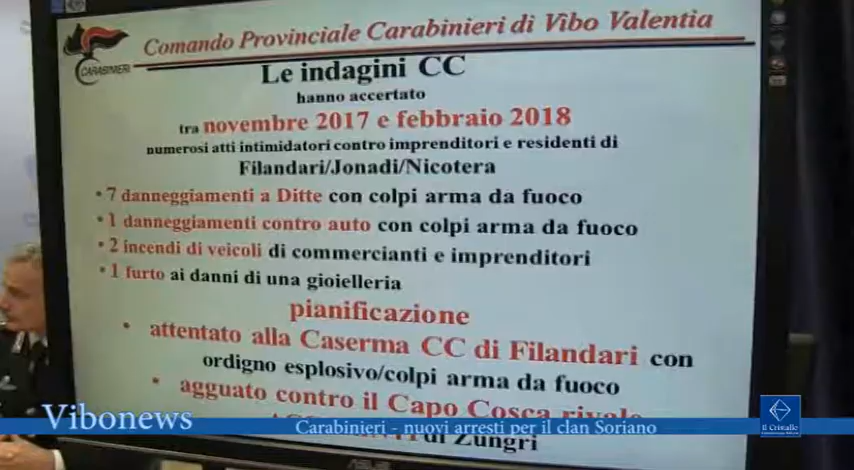 Comando Provinciale Carabinieri di Vibo Valentia
CARABINIERI
Le indagini CC
hanno accertato
tra novembre 2017 e febbraio 2018
numerosi atti intimidatori contro imprenditori e residenti di
Filandari/Jonadi/Nicotera
• 7 danneggiamenti a Ditte con colpi arma da fuoco
• 1 danneggiamenti contro auto con colpi arma da fuoco
• 2 incendi di veicoli di commercianti e imprenditori
• 1 furto ai danni di una gioielleria
pianificazione
• attentato alla Caserma CC di Filandari con
ordigno esplosivo/colpi arma da fuoco
• agguato contro il Capo Cosca rivale
di Zungri
Vibonews
Carabinieri - nuovi arresti per il clan Soriano
Il Cristallo
ASUS